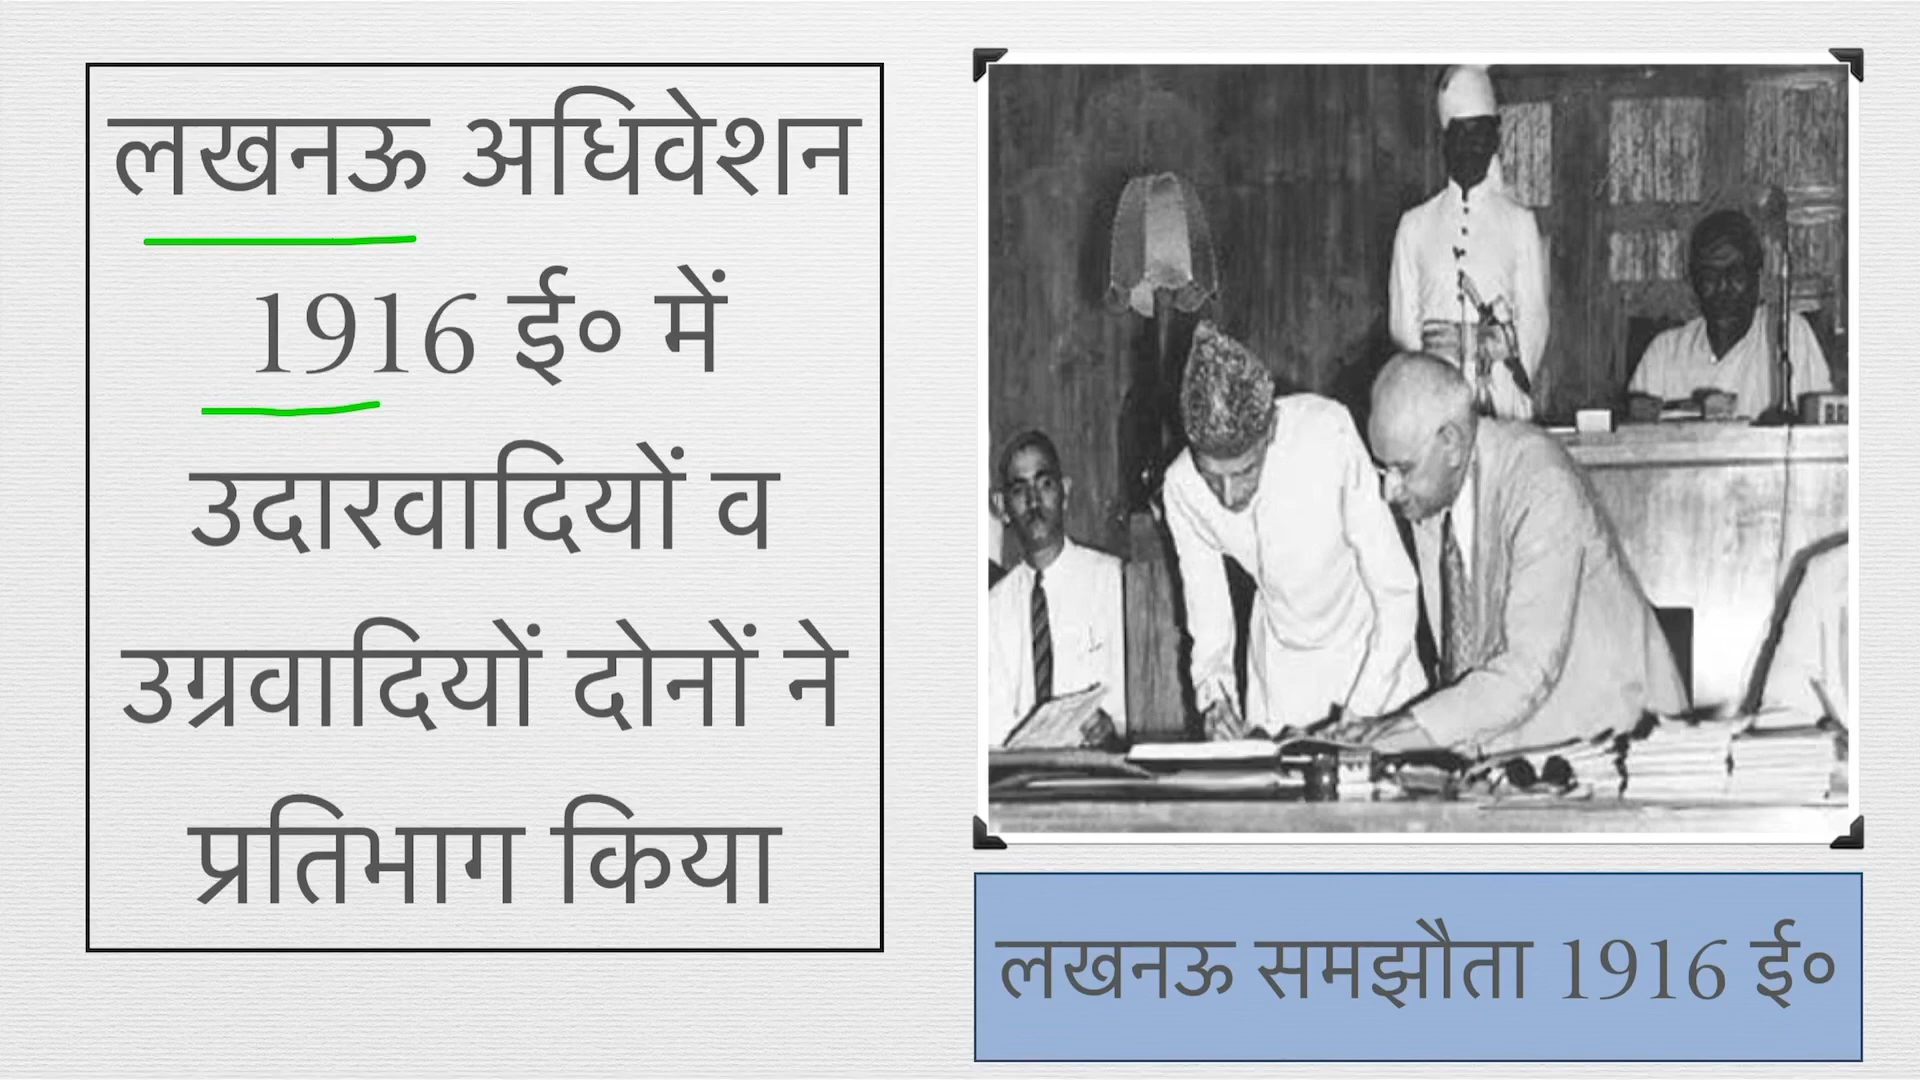 लखनऊ अधिवेशन
1916 ई० में
उदारवादियों व
उग्रवादियों दोनों ने
प्रतिभाग किया
लखनऊ समझौता 1916 ई०